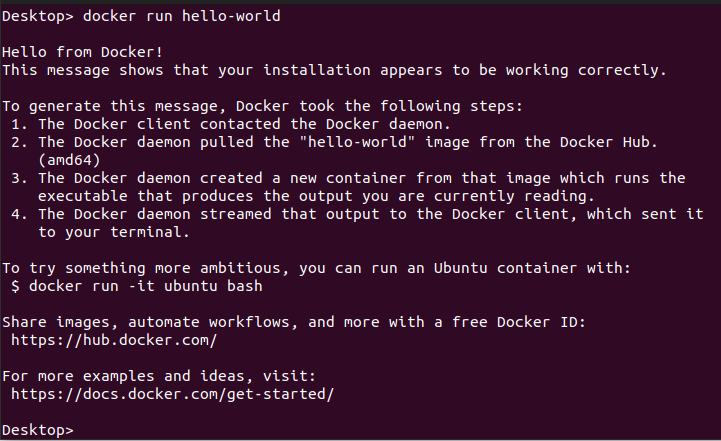 Desktop> docker run hello-world
Hello from Docker!
This message shows that your installation appears to be working correctly.
To generate this message, Docker took the following steps:
1. The Docker client contacted the Docker daemon.
2. The Docker daemon pulled the "hello-world" image from the Docker Hub.
(amd64)
3. The Docker daemon created a new container from that image which runs the
executable that produces the output you are currently reading.
4. The Docker daemon streamed that output to the Docker client, which sent it
to your terminal.
To try something more ambitious, you can run an Ubuntu container with:
$ docker run -it ubuntu bash
Share images, automate workflows, and more with a free Docker ID:
https://hub.docker.com/
For more examples and ideas, visit:
https://docs.docker.com/get-started/
Desktop>